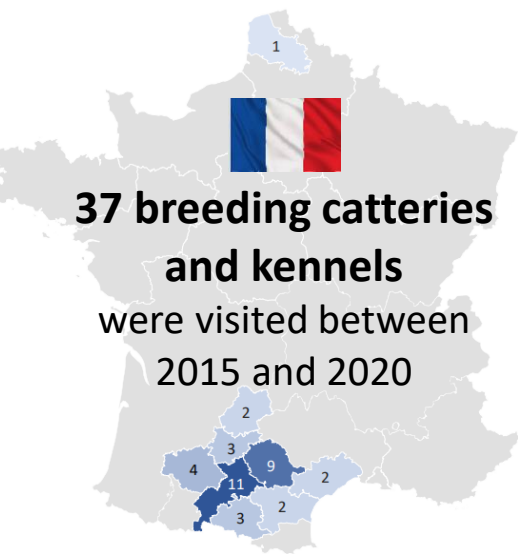 1
37 breeding catteries
and kennels
were visited between
2015 and 2020
2
3
4
9
11
2
2
3